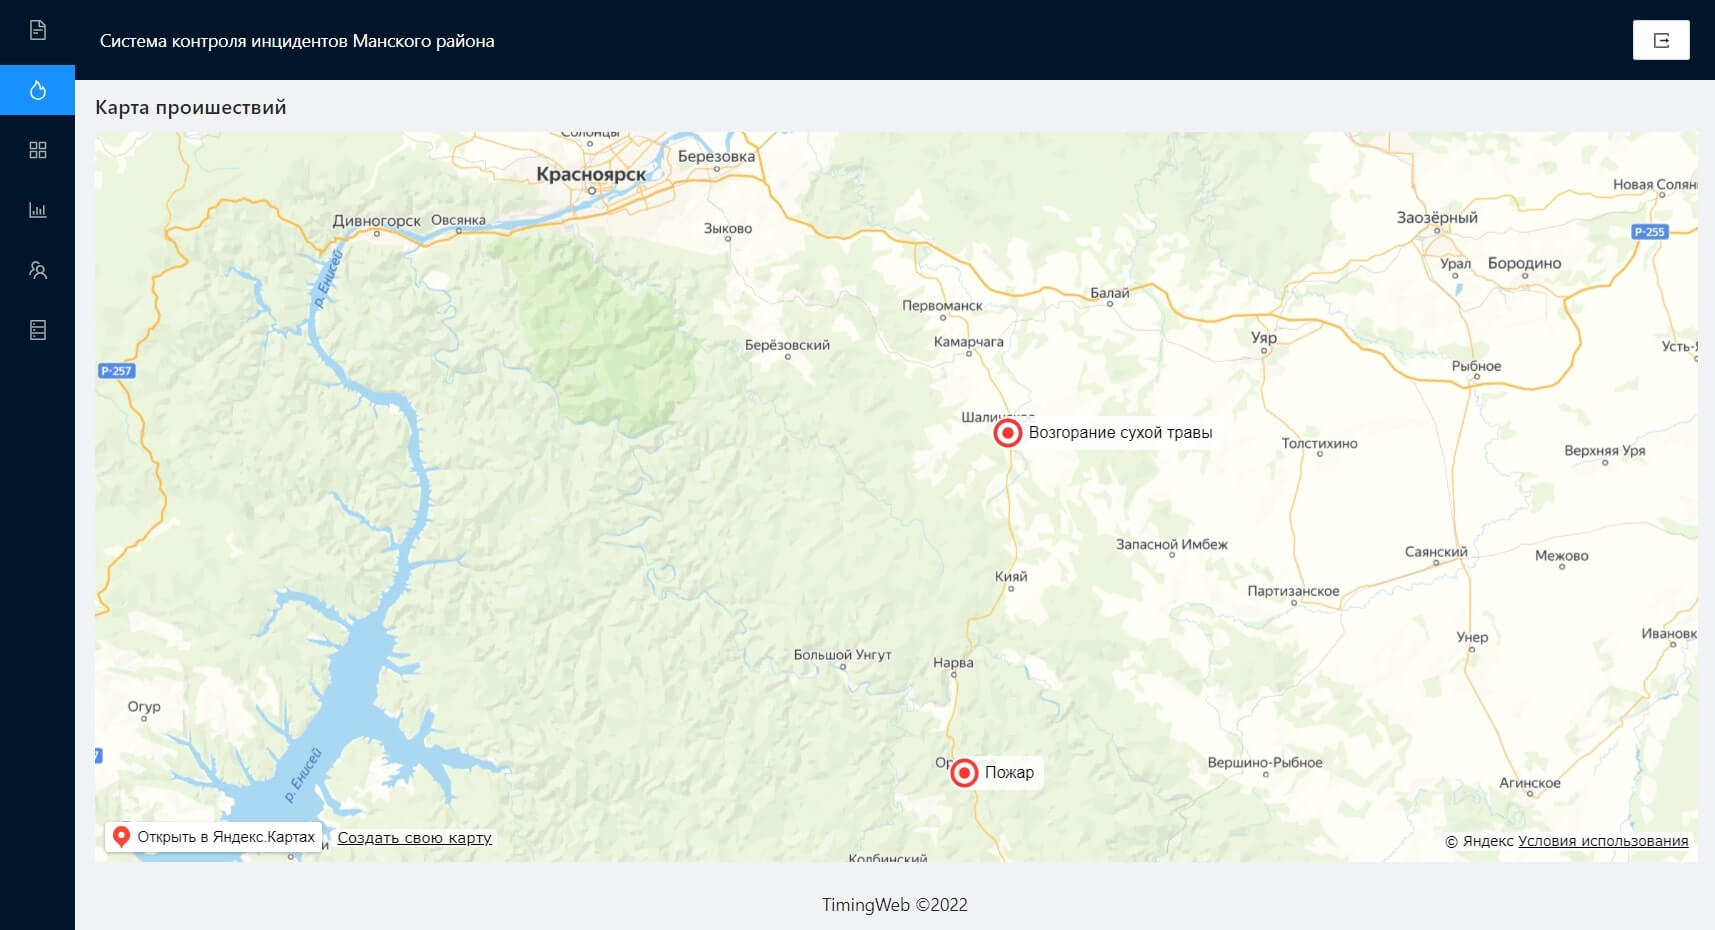 Система контроля инцидентов Манского района
Карта проишествий
Солонцы
Березовка
Красноярск
Новая Солян
Дивногорск
Овсянка
Заозёрный
Зыково
Р-255
Урал
Бородино
р. Енисей
Балай
Первоманск
Уяр
Камарчага
Берёзовский
Усть-
Рыбное
Р-257
Возгорание сухой травы
Толстихино
Верхняя Уря
Запасной Имбеж
Саянский
Межово
Кияй
Партизанское
Унер
Ивановк
Большой Унгут
Нарва
Огур
р. Енисей
Вершино-Рыбное
Ор
Пожар
Агинское
Открыть в Яндекс.Картах
и
Создать свою карту
© Яндекс Условия использования
Колбинский
TimingWeb ©2022